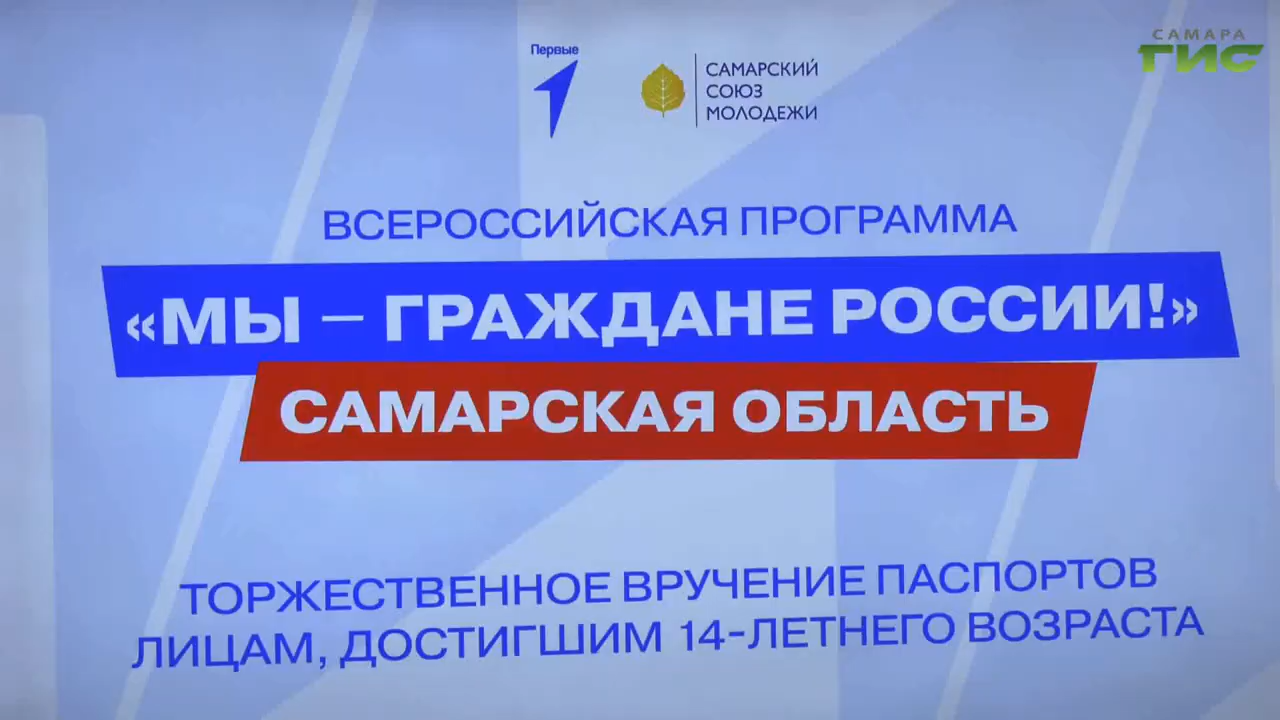 Первые
САМАРСКИЙ
СОЮЗ
МОЛОДЕЖИ
САМАРА
ГИС
ВСЕРОССИЙСКАЯ ПРОГРАММА
«МЫ – ГРАЖДАНЕ РОССИИ!»
САМАРСКАЯ ОБЛАСТЬ
ТОРЖЕСТВЕННОЕ ВРУЧЕНИЕ ПАСПОРТОВ
ЛИЦАМ, ДОСТИГШИМ 14-ЛЕТНЕГО ВОЗРАСТА